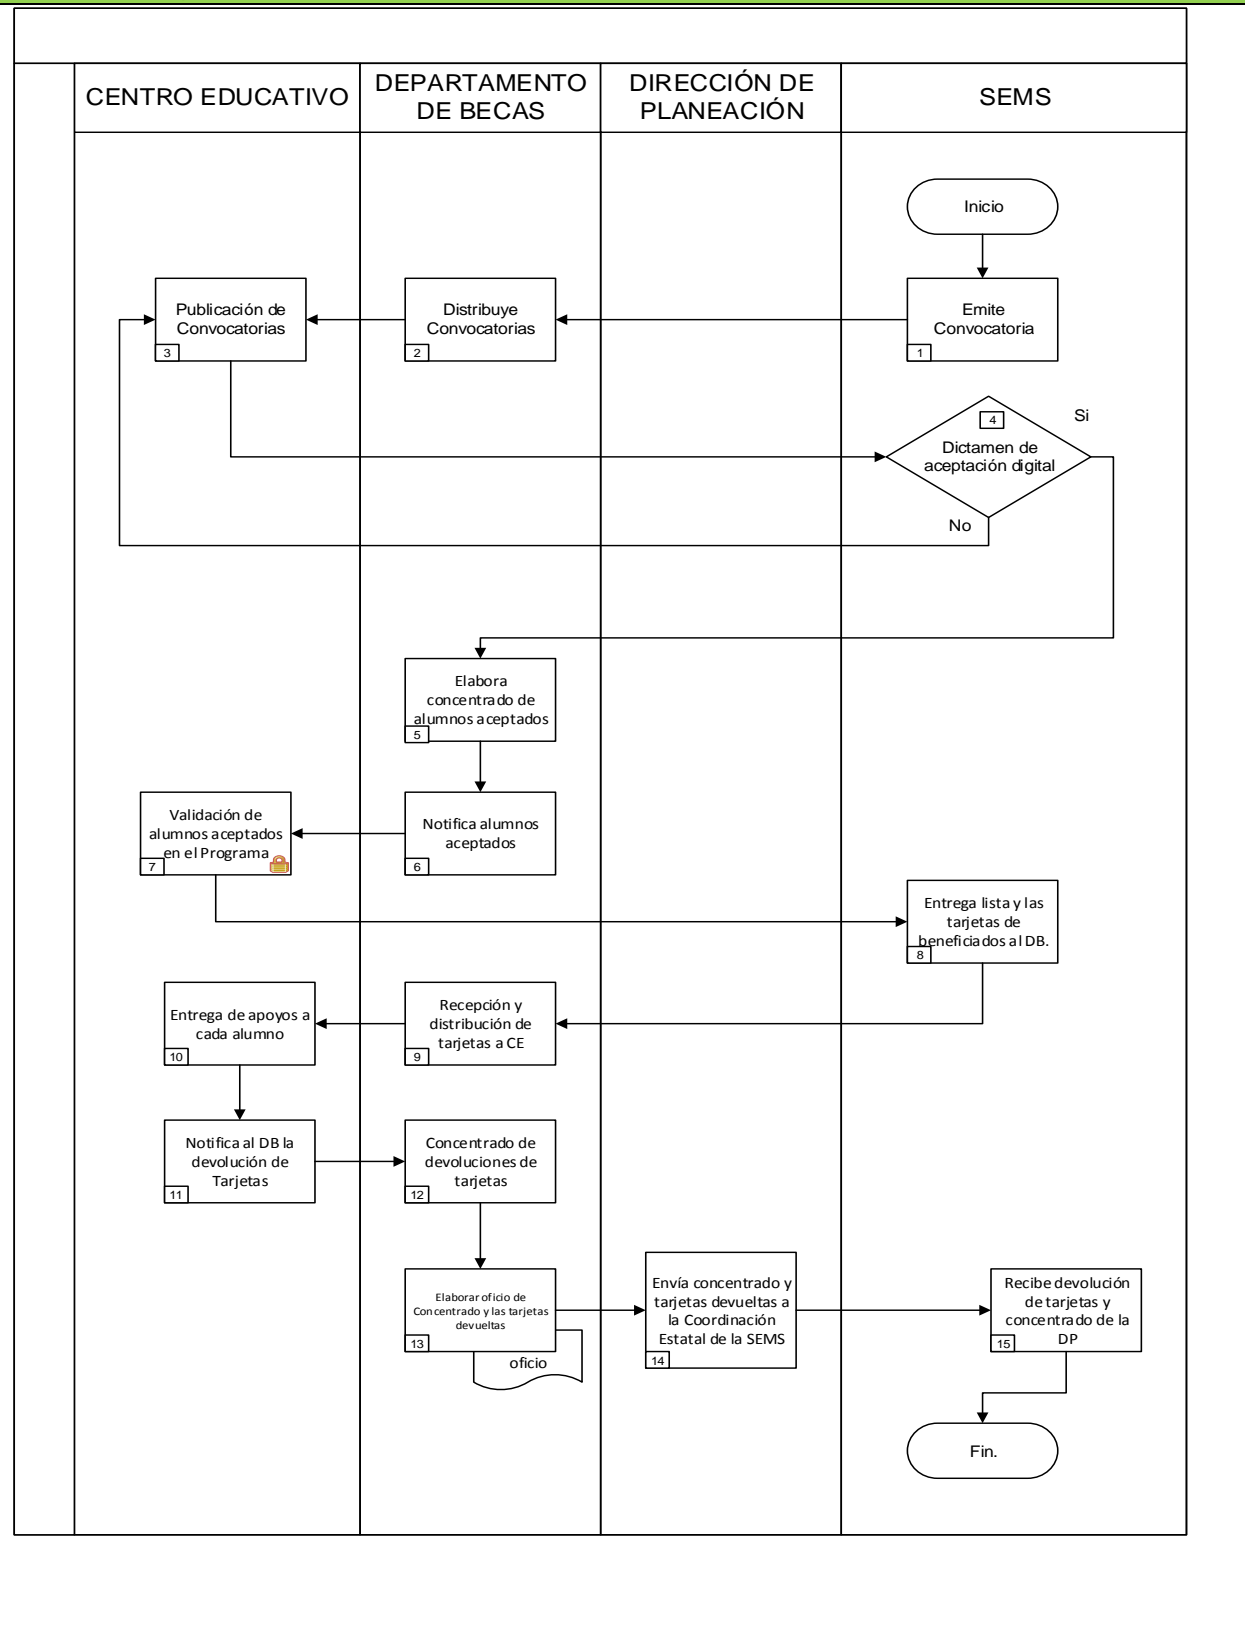 CENTRO EDUCATIVO
DEPARTAMENTO
DE BECAS
DIRECCIÓN DE
PLANEACIÓN
SEMS
Inicio
Publicación de
Convocatorias
3
Distribuye
Convocatorias
2
Emite
Convocatoria
1
4
Si
Dictamen de
aceptación digital
No
Elabora
concentrado de
alumnos aceptados
5
Validación de
alumnos aceptados
en el Programa
7
Notifica alumnos
aceptados
6
Entrega lista y las
tarjetas de
beneficiados al DB.
8
Entrega de apoyos a
cada alumno
10
Recepción y
distribución de
tarjetas a CE
9
Notifica al DB la
devolución de
Tarjetas
11
Concentrado de
devoluciones de
tarjetas
12
Elaborar oficio de
Concentrado y las tarjetas
devueltas
13
oficio
Envía concentrado y
tarjetas devueltas a
la Coordinación
Estatal de la SEMS
14
Recibe devolución
de tarjetas y
concentrado de la
DP
15
Fin.